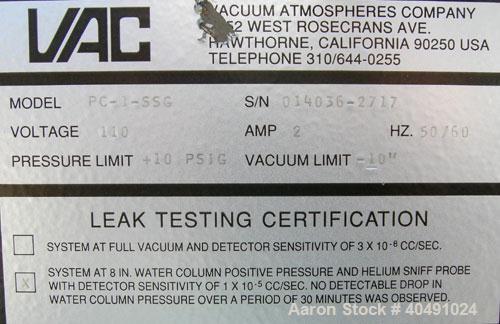 VAC
VACUUM ATMOSPHERES COMPANY
WEST ROSECRANS AVE.
HAWTHORNE, CALIFORNIA 90250 USA
TELEPHONE 310/644-0255
MODEL PC-1-SSG S/N 014036-2717
VOLTAGE 110 AMP 2 HZ. 50/60
PRESSURE LIMIT +10 PSIG VACUUM LIMIT -10"
LEAK TESTING CERTIFICATION
SYSTEM AT FULL VACUUM AND DETECTOR SENSITIVITY OF 3 X 10⁻⁸ CC/SEC.
X SYSTEM AT 8 IN. WATER COLUMN POSITIVE PRESSURE AND HELIUM SNIFF PROBE
WITH DETECTOR SENSITIVITY OF 1 X 10⁻⁵ CC/SEC. NO DETECTABLE DROP IN
WATER COLUMN PRESSURE OVER A PERIOD OF 30 MINUTES WAS OBSERVED.
Aaron Stock # 40491024